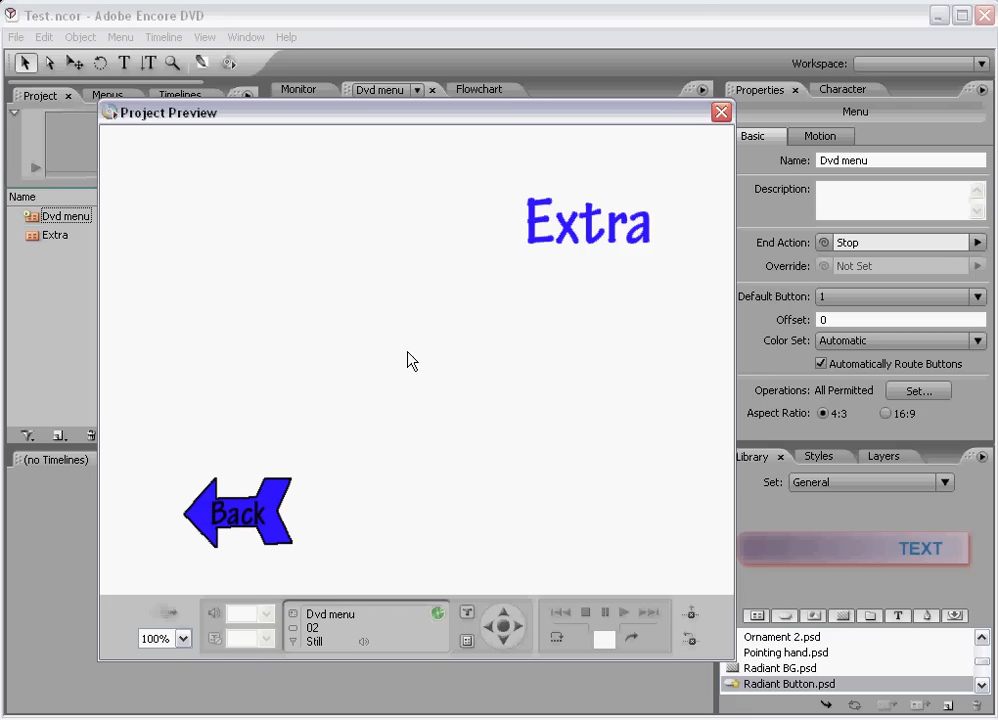 Test.ncor - Adobe Encore DVD
File Edit Object Menu Timeline View Window Help
Workspace:
Project Menus Timelines
Monitor Dvd menu Flowchart
Properties Character
Project Preview
Menu
Basic Motion
Name: Dvd menu
Description:
Name
Dvd menu
Extra
Extra
End Action: Stop
Override: Not Set
Default Button: 1
Offset: 0
Color Set: Automatic
Automatically Route Buttons
Operations: All Permitted Set...
Aspect Ratio: 4:3 16:9
(no Timelines)
Library Styles Layers
Set: General
Back
TEXT
Dvd menu
02
Still
100%
Ornament 2.psd
Pointing hand.psd
Radiant BG.psd
Radiant Button.psd